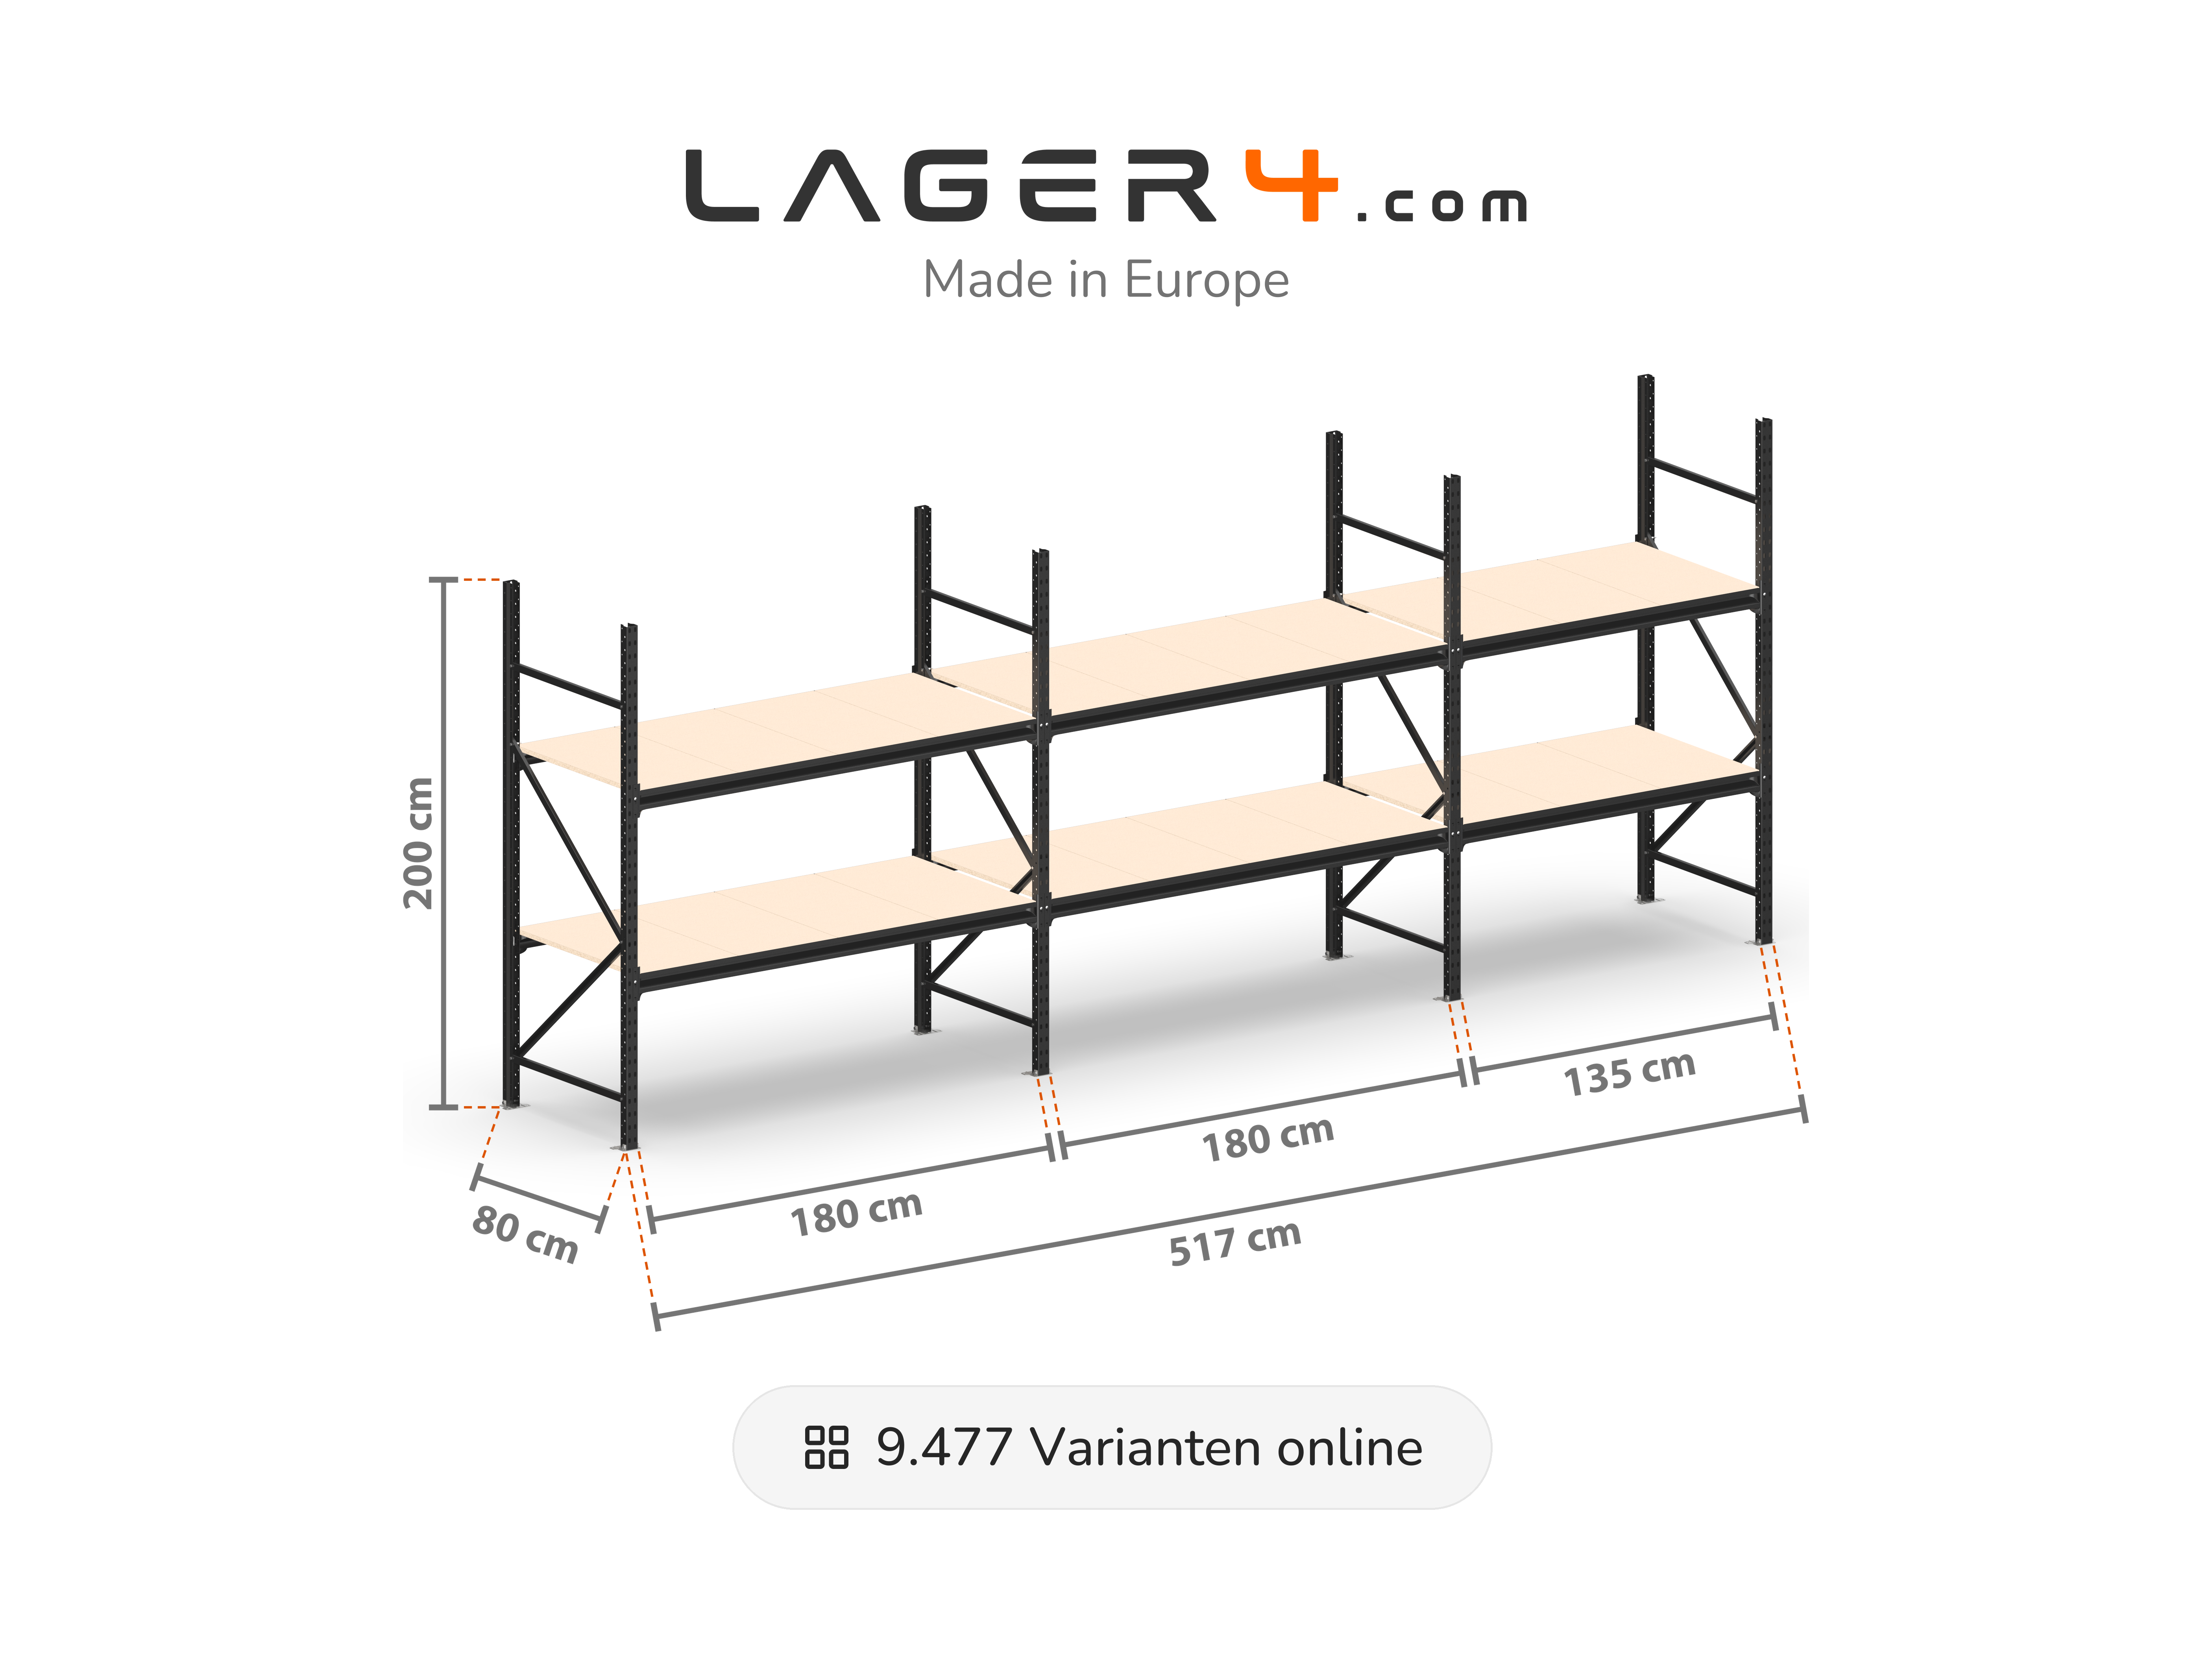 LAGER4.com
Made in Europe
200 cm
80 cm
180 cm
180 cm
135 cm
517 cm
9.477 Varianten online